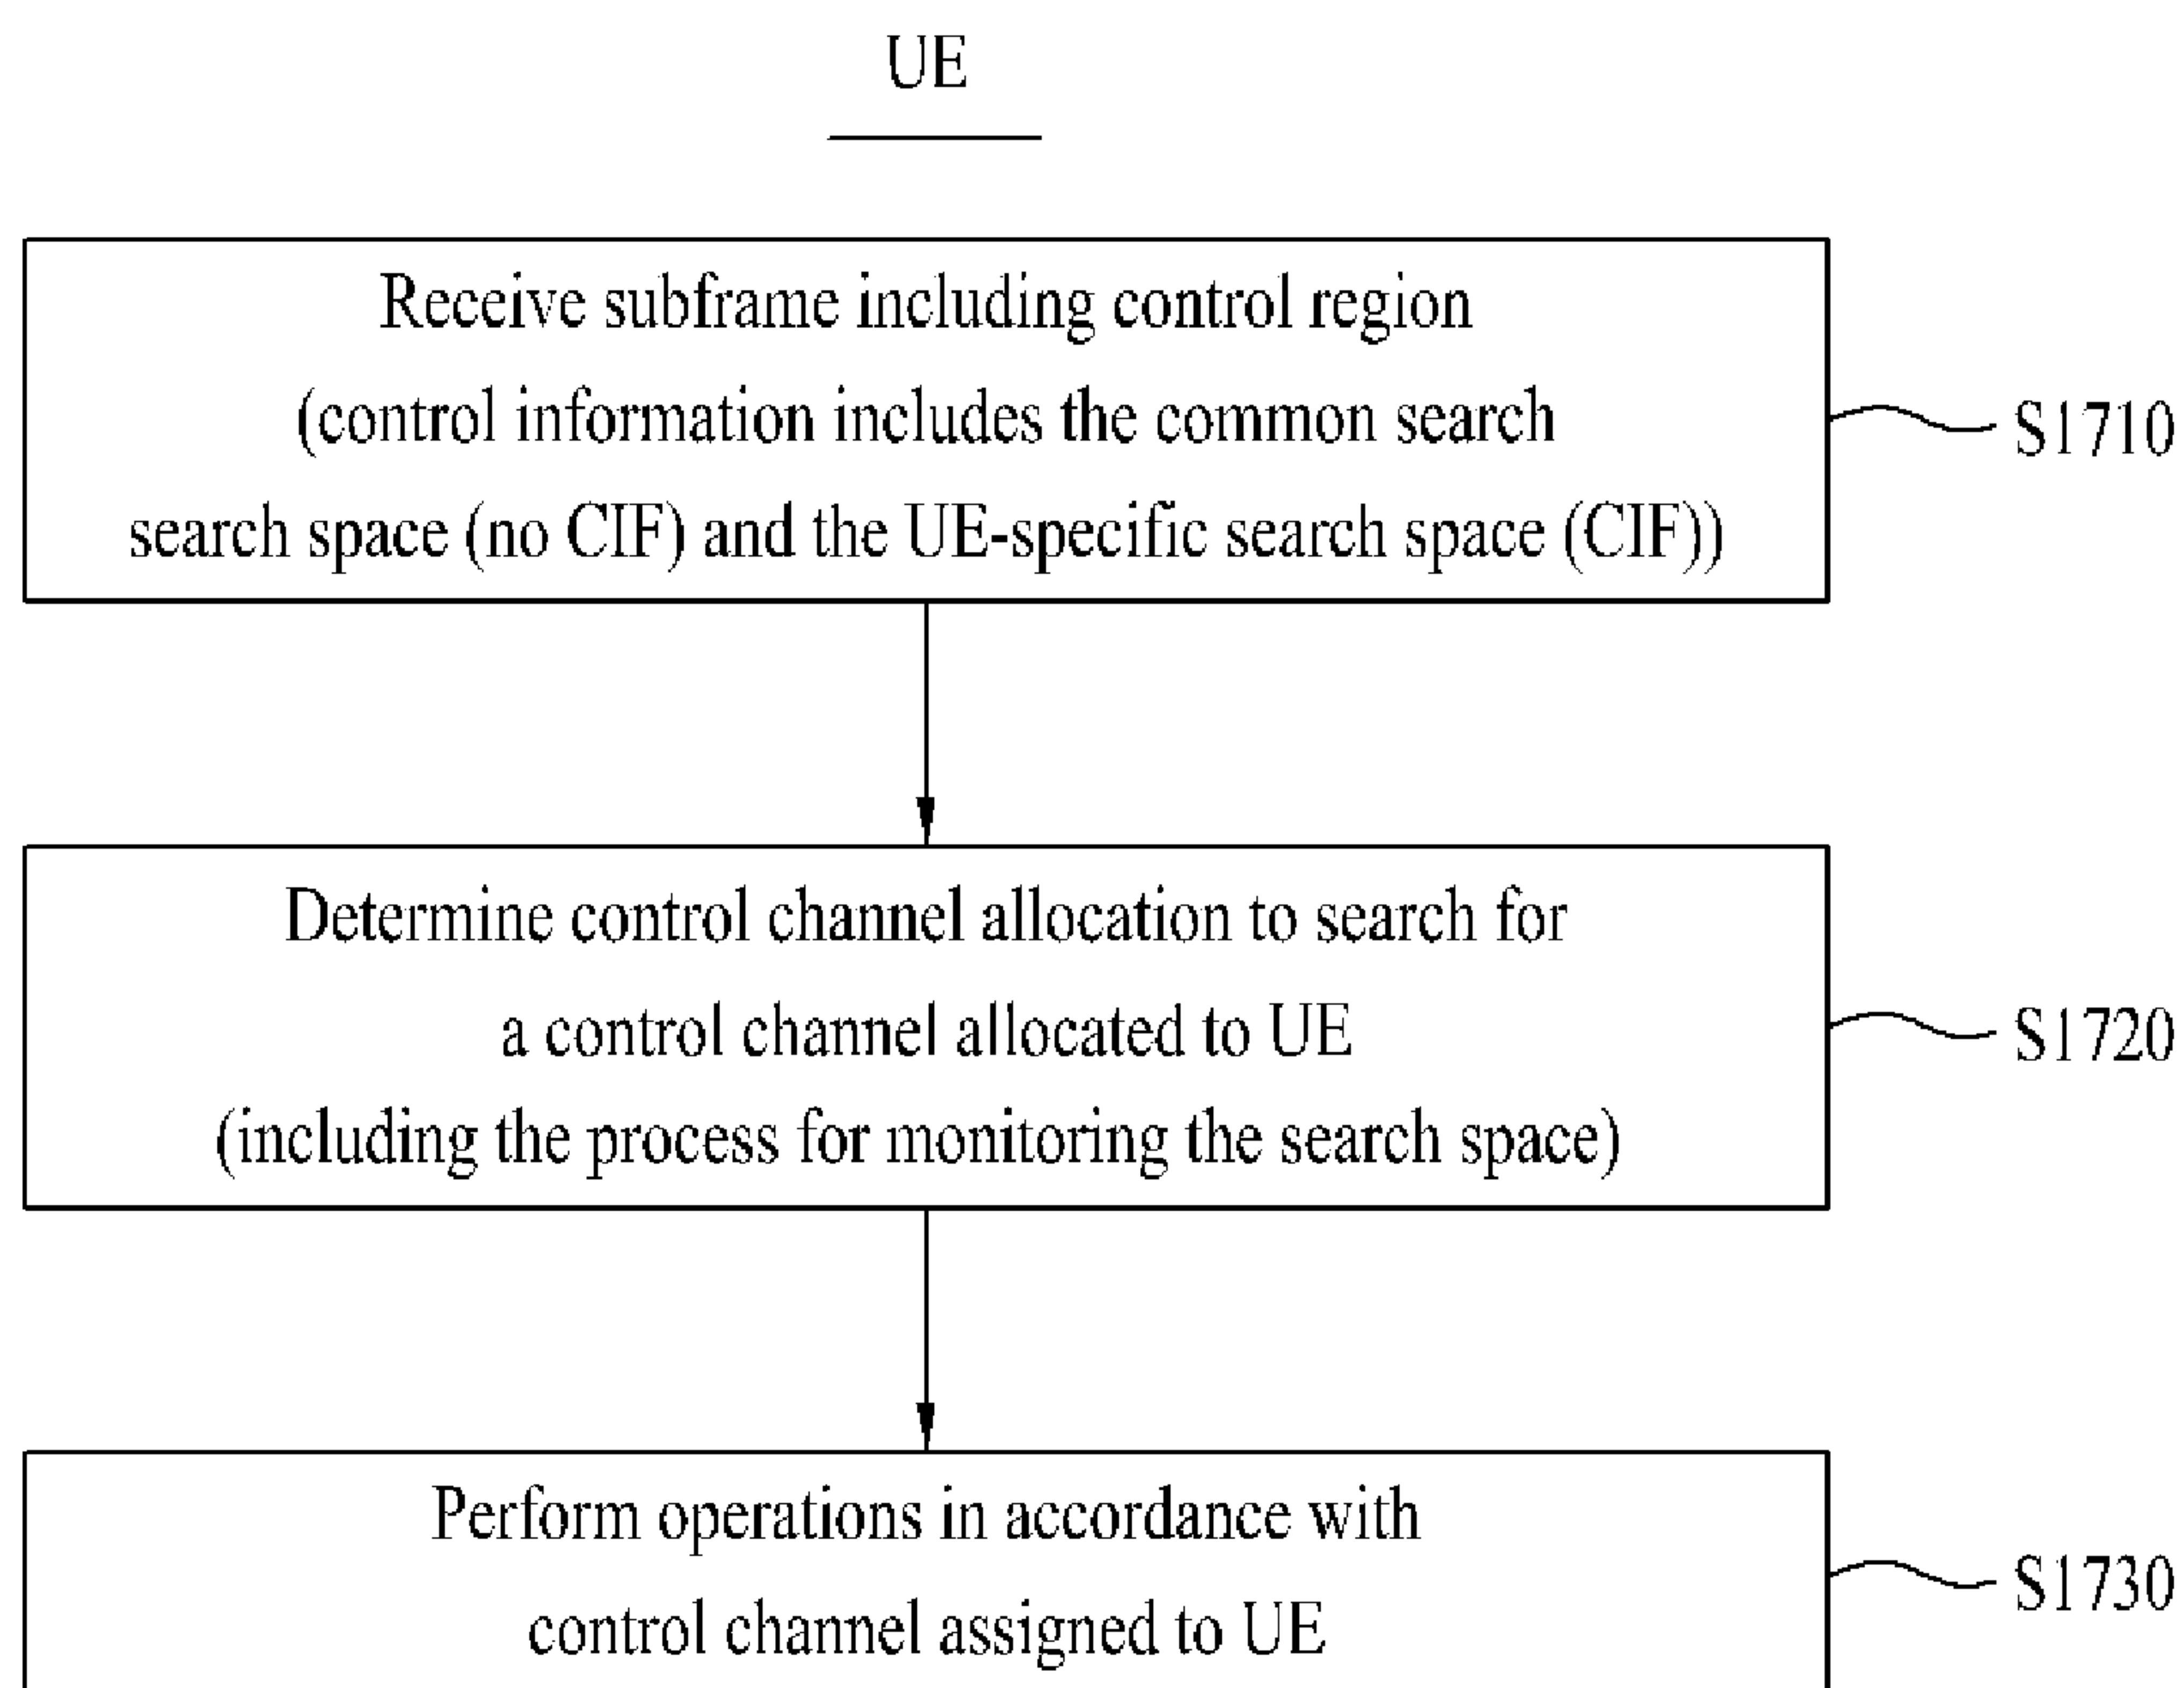 UE
Receive subframe including control region
(control information includes the common search
search space (no CIF) and the UE-specific search space (CIF))
S1710
Determine control channel allocation to search for
a control channel allocated to UE
(including the process for monitoring the search space)
S1720
Perform operations in accordance with
control channel assigned to UE
S1730